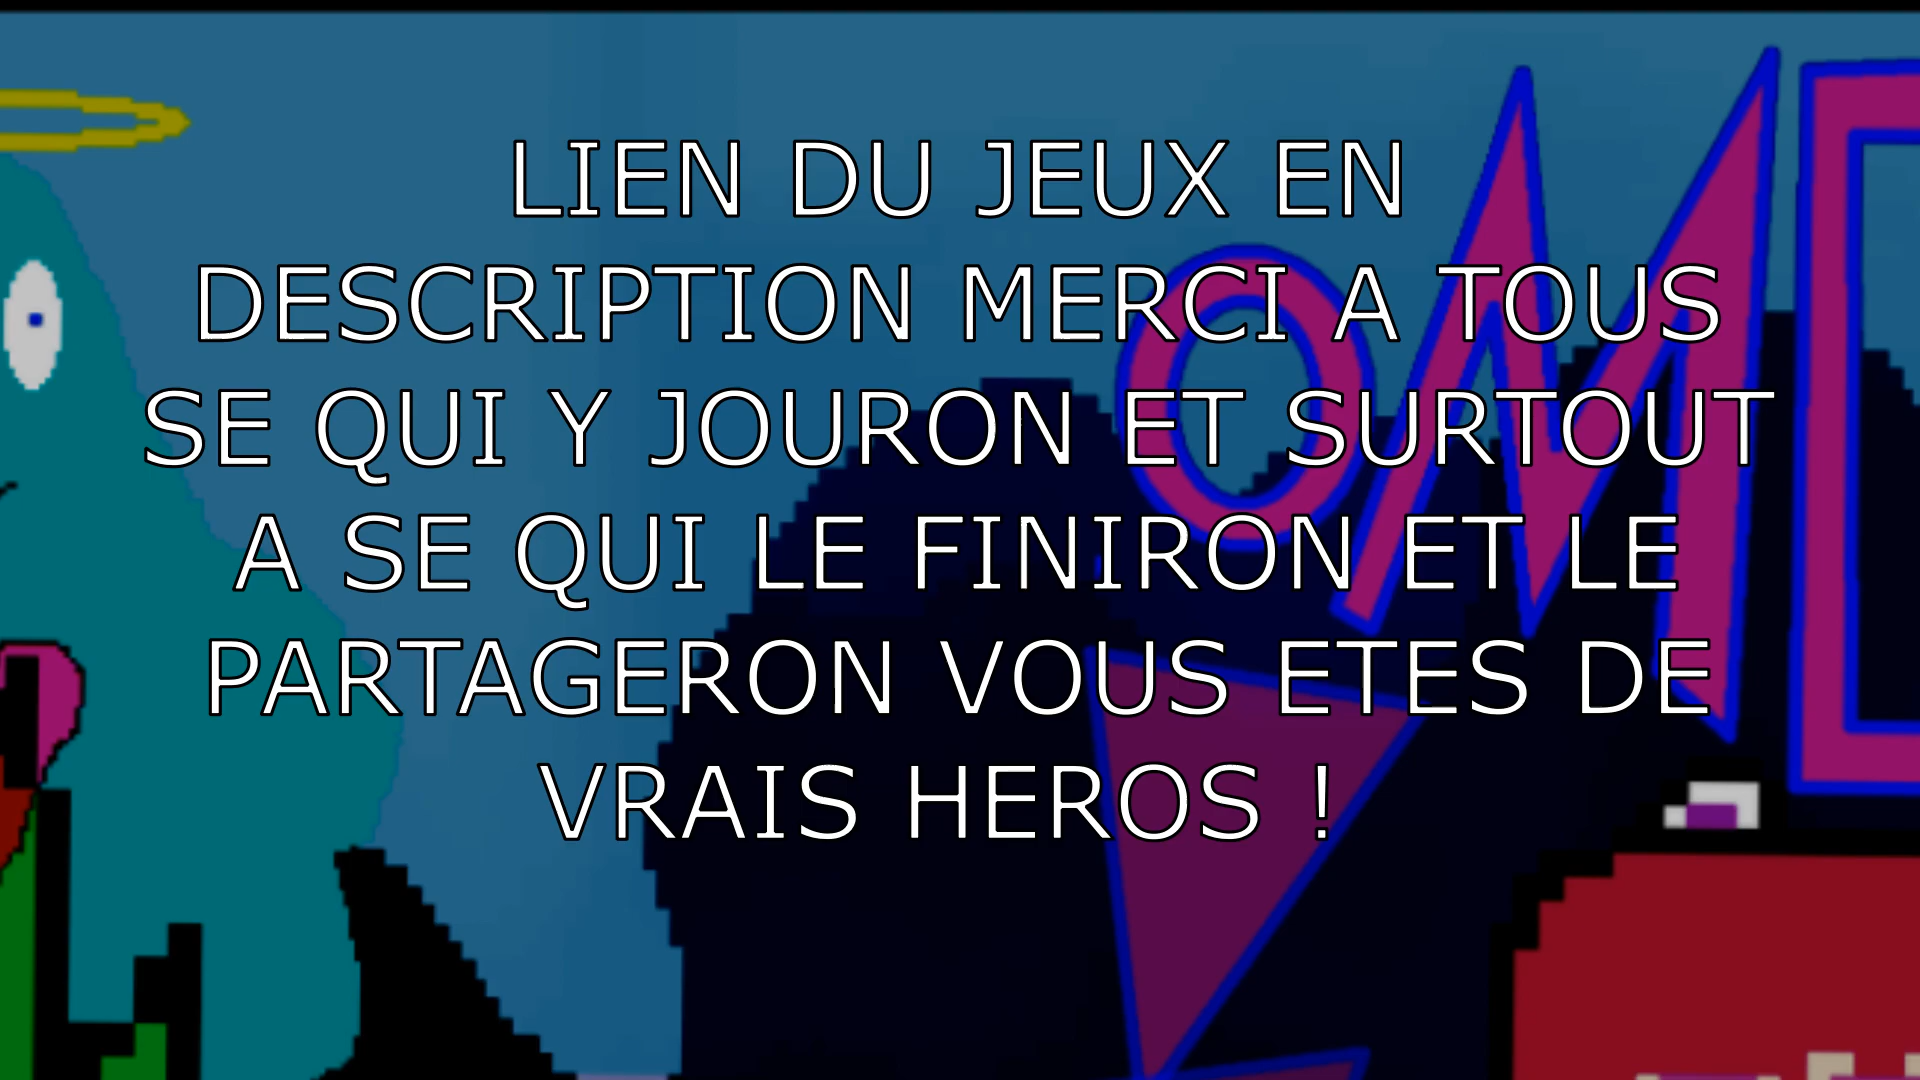 LIEN DU JEUX EN
DESCRIPTION MERCI A TOUS
SE QUI Y JOURON ET SURTOUT
A SE QUI LE FINIRON ET LE
PARTAGERON VOUS ETES DE
VRAIS HEROS !